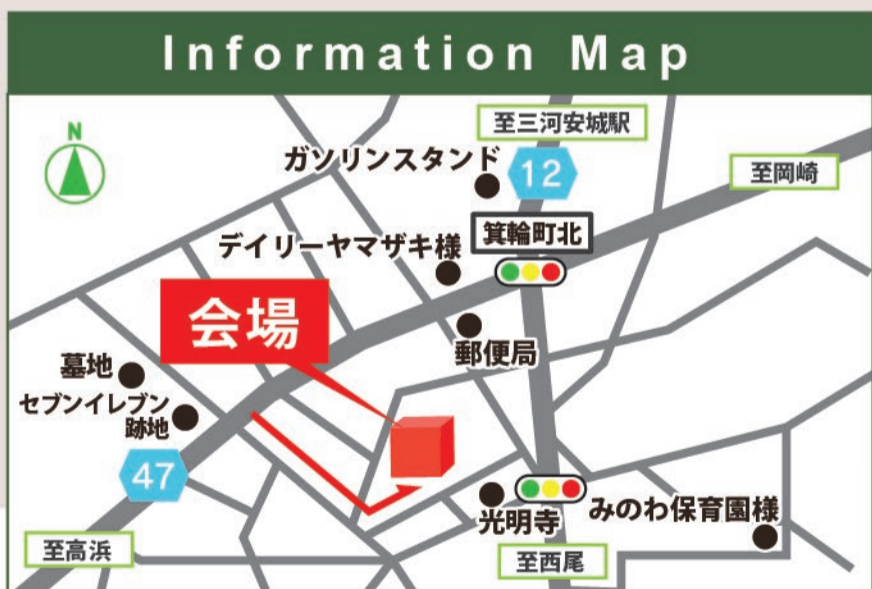 Information Map
N
至三河安城駅
ガソリンスタンド
12
至岡崎
箕輪町北
デイリーヤマザキ様
会場
郵便局
墓地
セブンイレブン
跡地
47
光明寺
みのわ保育園様
至高浜
至西尾